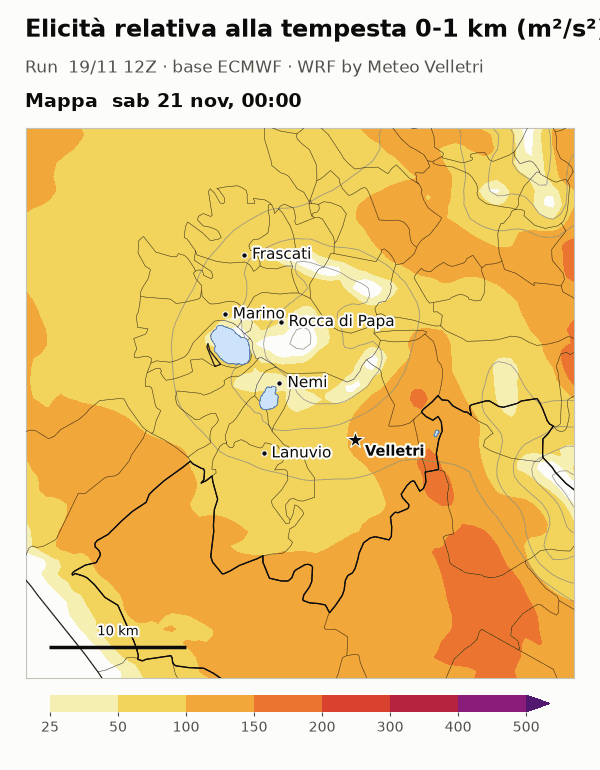 Elicità relativa alla tempesta 0-1 km (m²/s²)
Run  19/11 12Z · base ECMWF · WRF by Meteo Velletri
Mappa  sab 21 nov, 00:00
Frascati
Marino
Rocca di Papa
Nemi
Velletri
Lanuvio
10 km
25 50 100 150 200 300 400 500